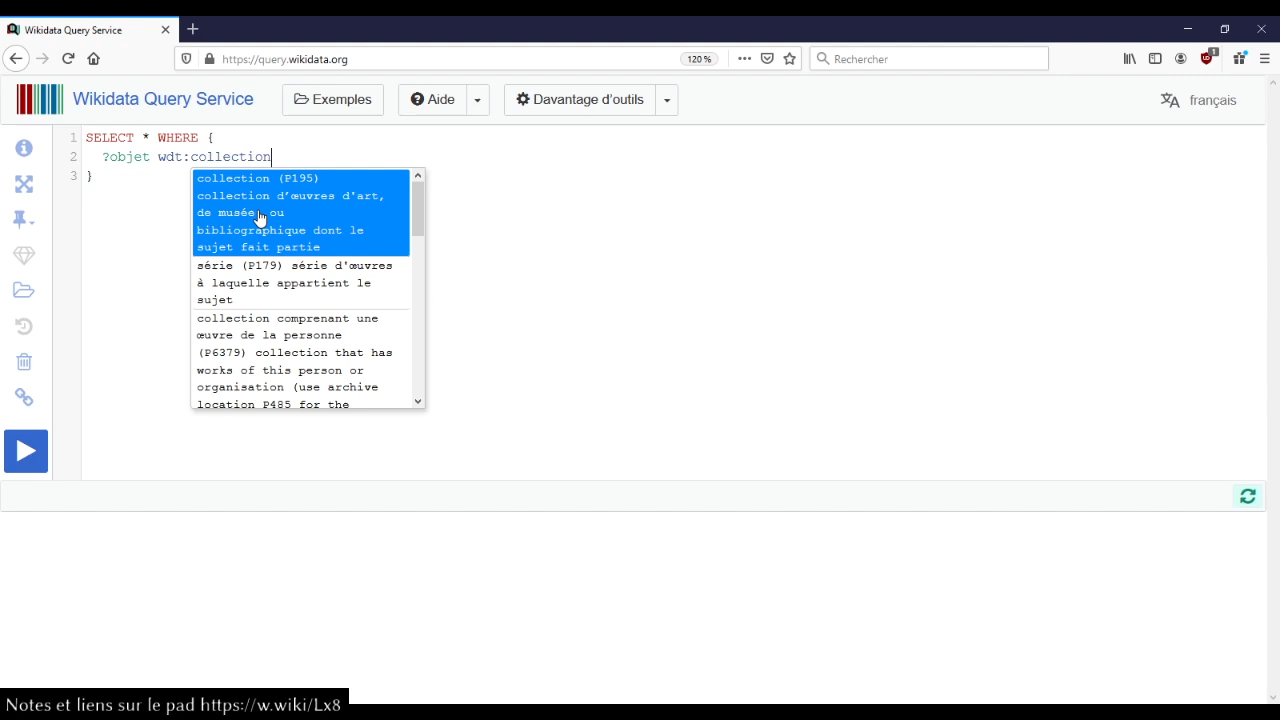 Wikidata Query Service
https://query.wikidata.org
120 %
Rechercher
1
Wikidata Query Service
Exemples
Aide
Davantage d'outils
français
1 SELECT * WHERE {
2 ?objet wdt:collection
3 }
collection (P195)
collection d’œuvres d'art,
de musée, ou
bibliographique dont le
sujet fait partie
série (P179) série d'œuvres
à laquelle appartient le
sujet
collection comprenant une
œuvre de la personne
(P6379) collection that has
works of this person or
organisation (use archive
location P485 for the
Notes et liens sur le pad https://w.wiki/Lx8